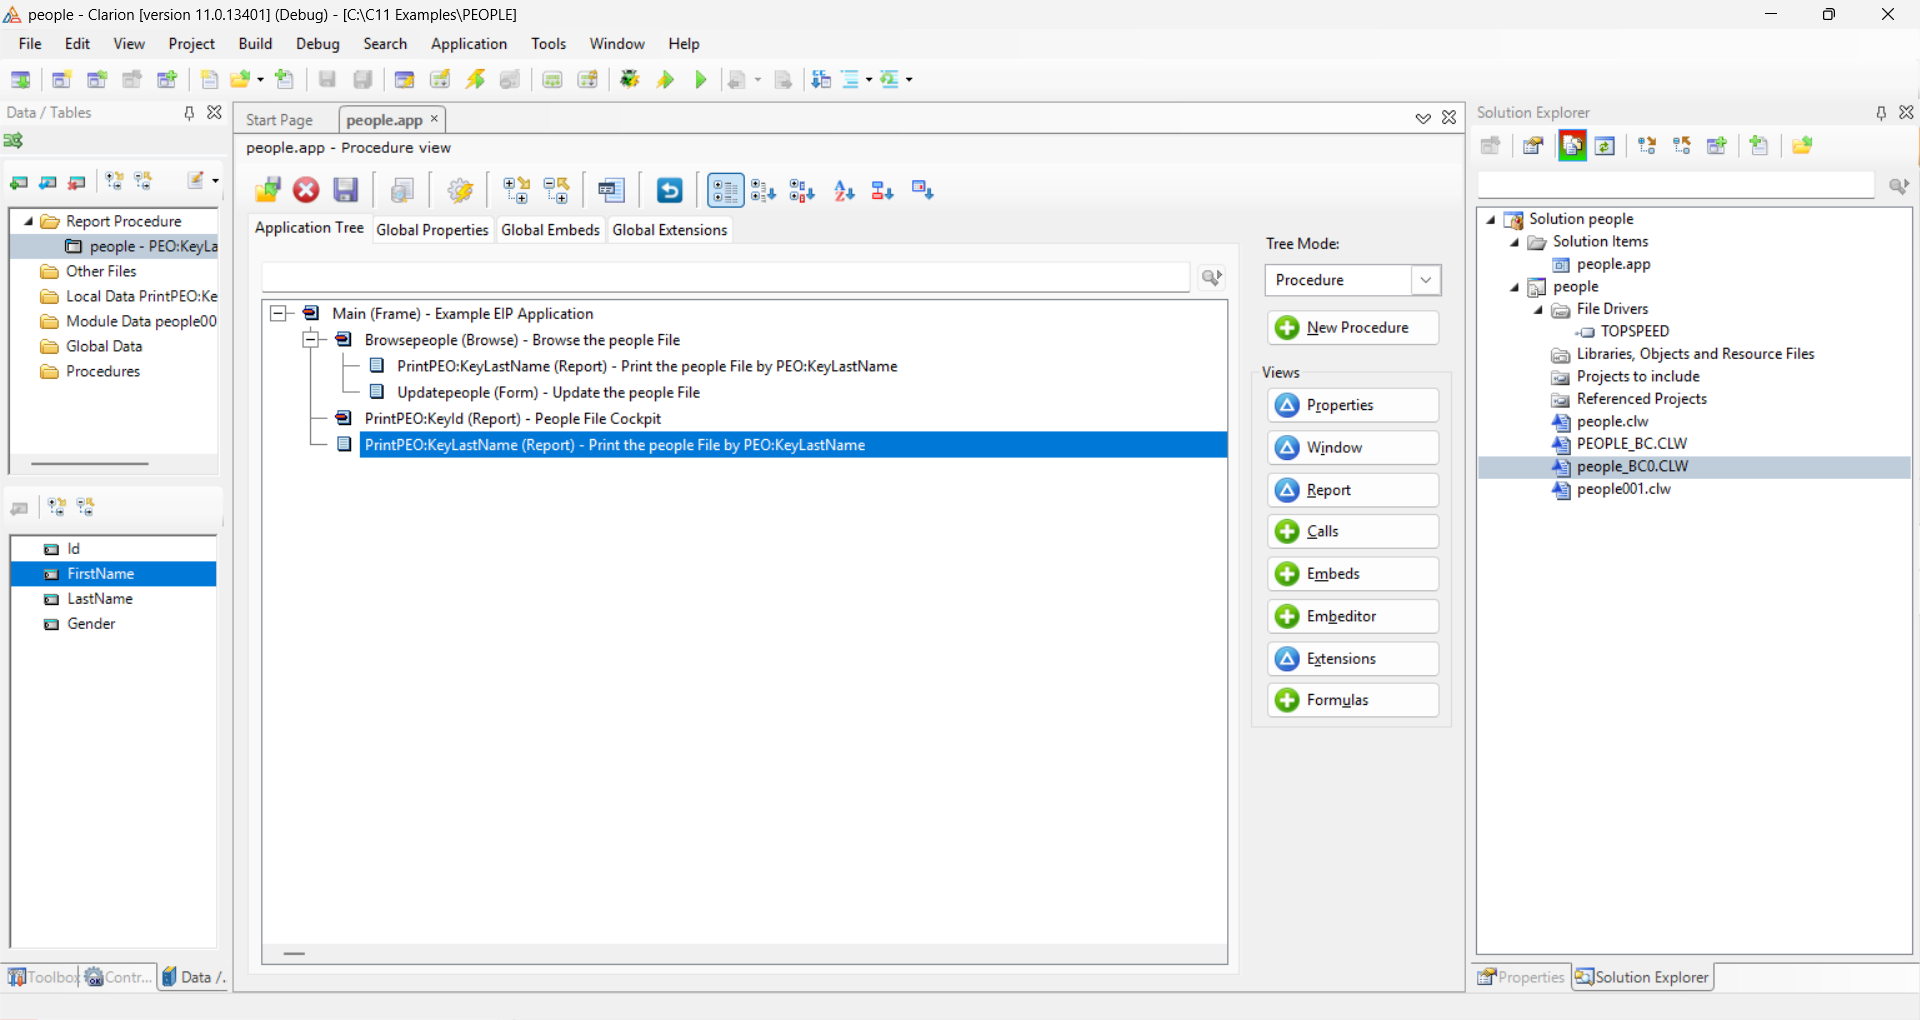 people - Clarion [version 11.0.13401] (Debug) - [C:\C11 Examples\PEOPLE]
File Edit View Project Build Debug Search Application Tools Window Help
Data / Tables
Report Procedure
people - PEO:KeyLa
Other Files
Local Data PrintPEO:Ke
Module Data people00
Global Data
Procedures
Id
FirstName
LastName
Gender
Toolbox Contr... Data /.
Start Page people.app
people.app - Procedure view
Application Tree Global Properties Global Embeds Global Extensions
Main (Frame) - Example EIP Application
Browsepeople (Browse) - Browse the people File
PrintPEO:KeyLastName (Report) - Print the people File by PEO:KeyLastName
Updatepeople (Form) - Update the people File
PrintPEO:KeyId (Report) - People File Cockpit
PrintPEO:KeyLastName (Report) - Print the people File by PEO:KeyLastName
Tree Mode:
Procedure
New Procedure
Views
Properties
Window
Report
Calls
Embeds
Embeditor
Extensions
Formulas
Solution Explorer
Solution people
Solution Items
people.app
people
File Drivers
TOPSPEED
Libraries, Objects and Resource Files
Projects to include
Referenced Projects
people.clw
PEOPLE_BC.CLW
people_BC0.CLW
people001.clw
Properties Solution Explorer